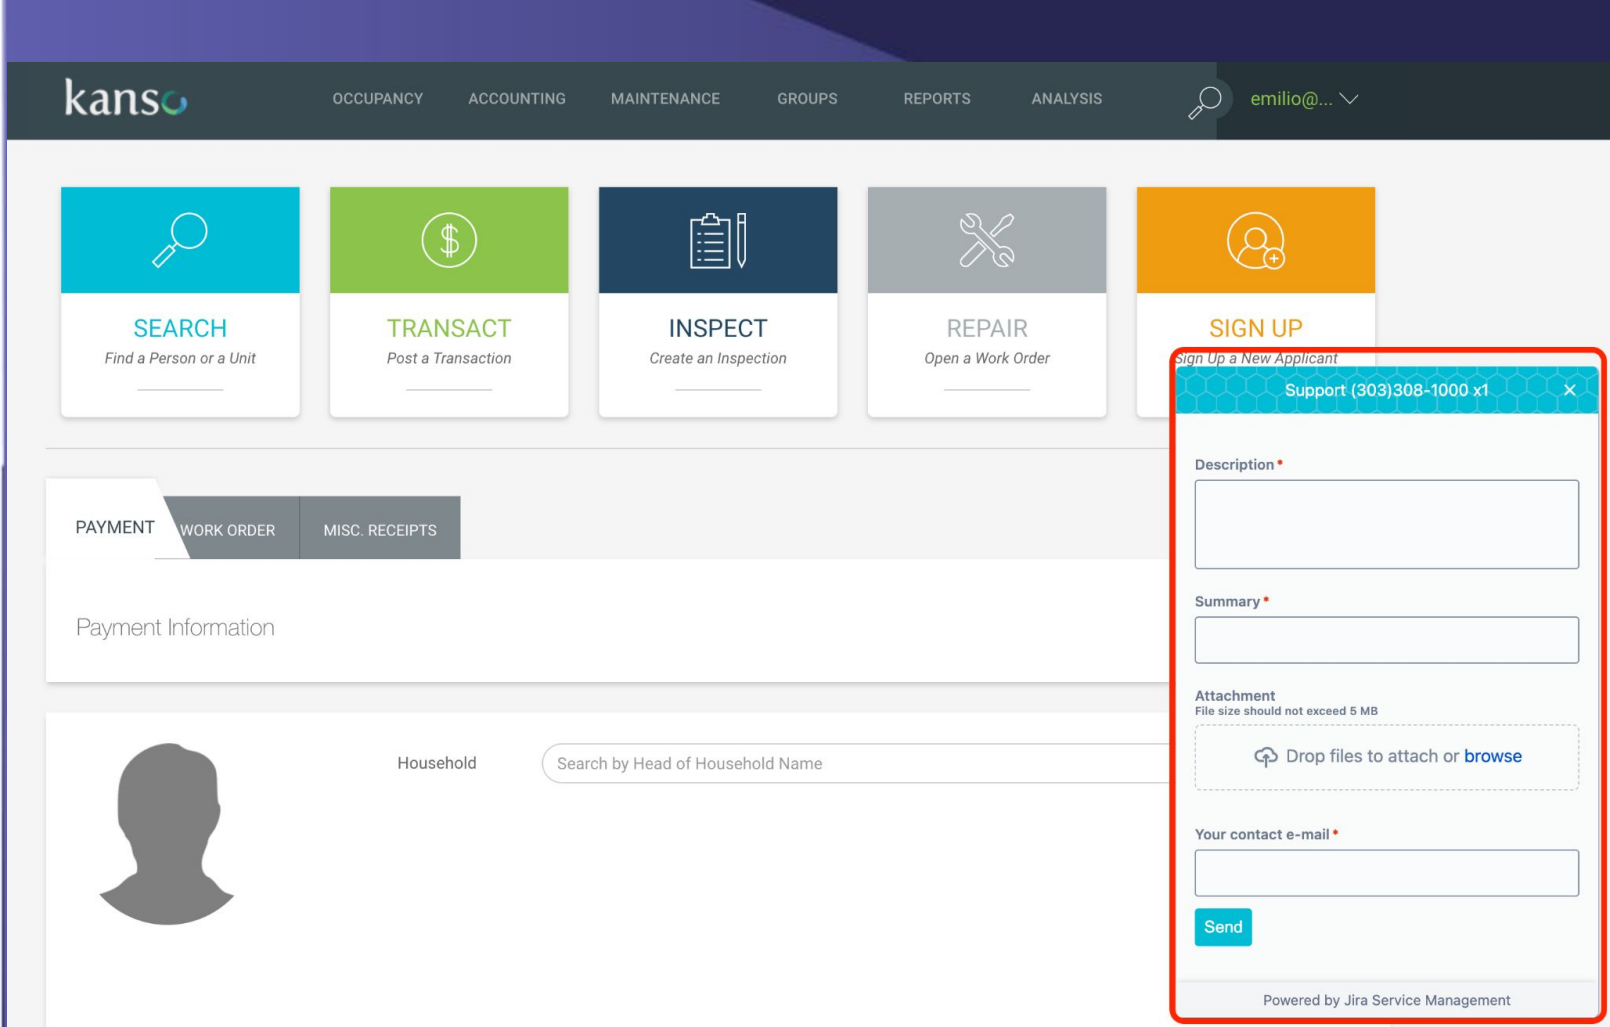 kanso
OCCUPANCY ACCOUNTING MAINTENANCE GROUPS REPORTS ANALYSIS emilio@...
SEARCH
Find a Person or a Unit
TRANSACT
Post a Transaction
INSPECT
Create an Inspection
REPAIR
Open a Work Order
SIGN UP
Sign Up a New Applicant
PAYMENT WORK ORDER MISC. RECEIPTS
Payment Information
Household Search by Head of Household Name
Support (303)308-1000 x1
Description •
Summary •
Attachment
File size should not exceed 5 MB
Drop files to attach or browse
Your contact e-mail •
Send
Powered by Jira Service Management